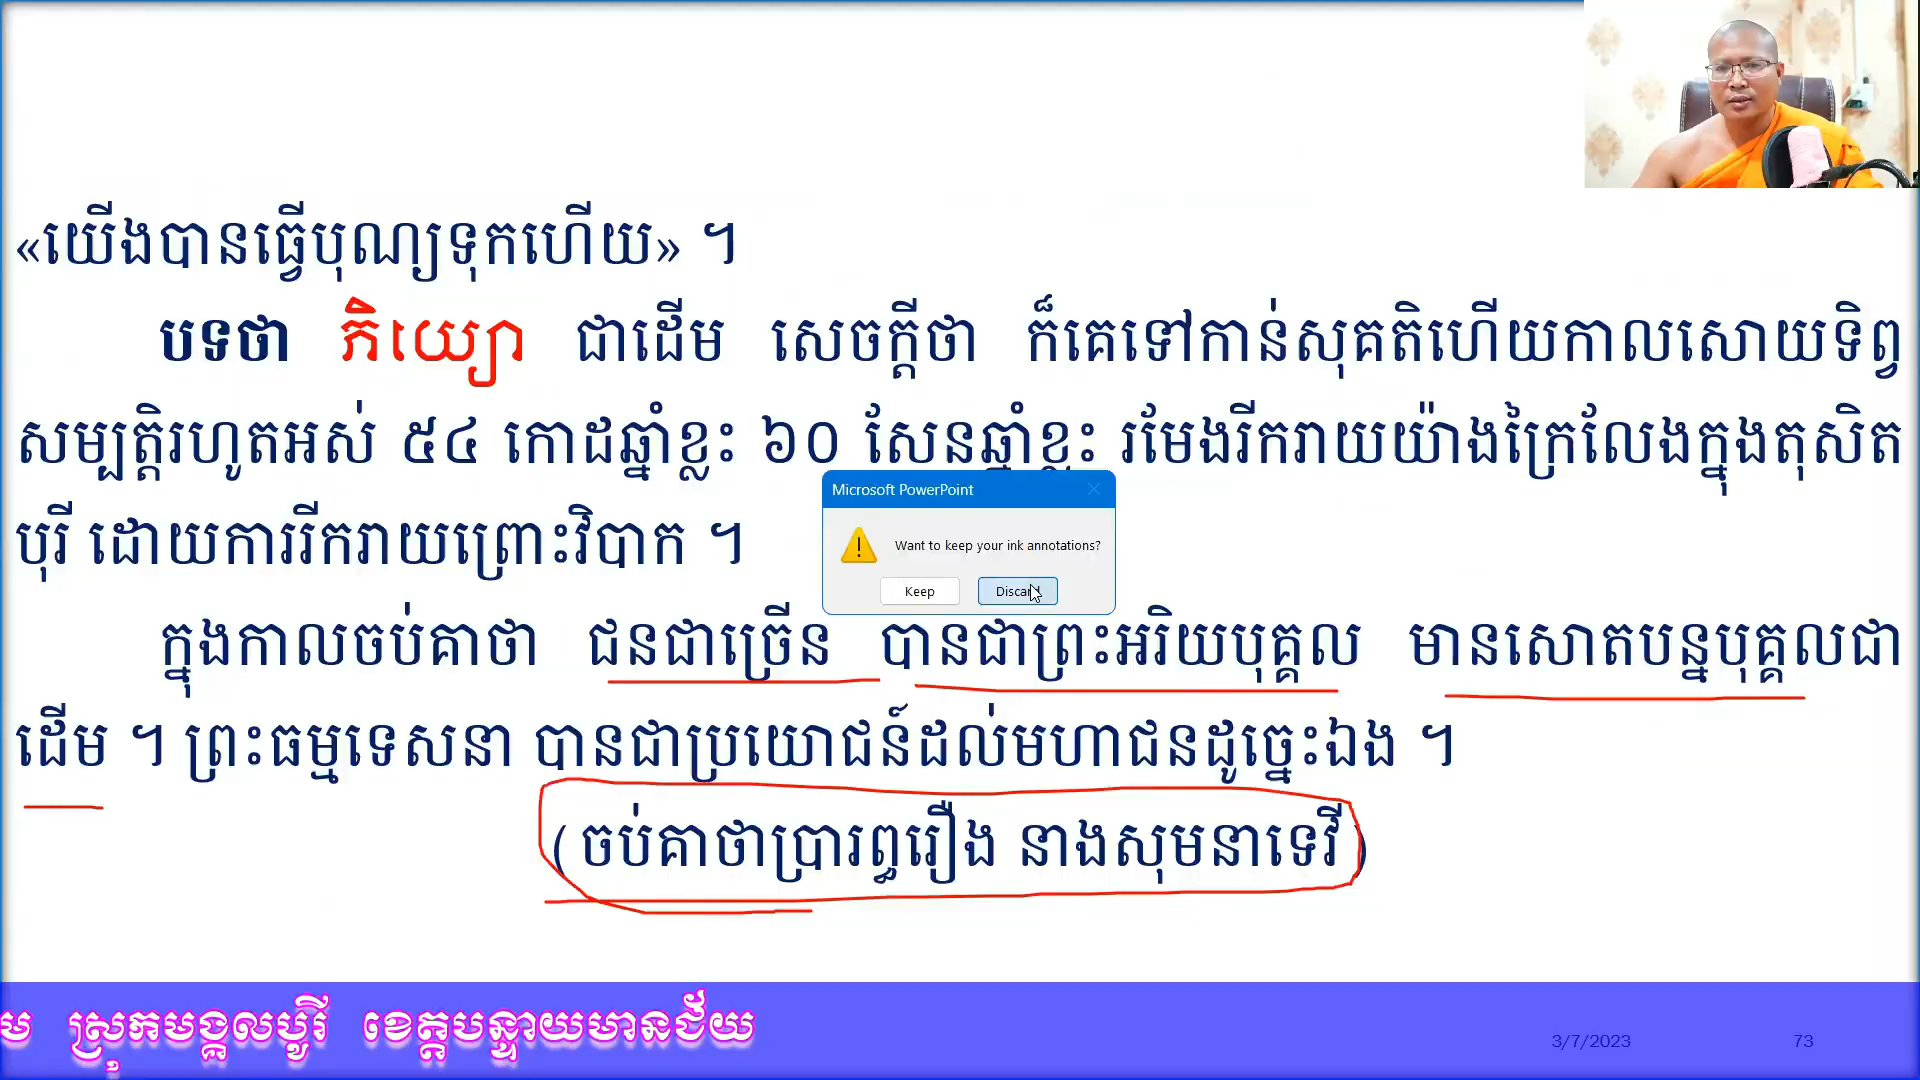 «យើងបានធ្វើបុណ្យទុកហើយ» ។
បទថា ភិយ្យោ ជាដើម សេចក្តីថា ក៏គេទៅកាន់សុគតិហើយកាលសោយទិព្វ
សម្បត្តិរហូតអស់ ៥៤ កោដឆ្នាំខ្លះ ៦០ សែនឆ្នាំខ្លះ រមែងរីករាយយ៉ាងក្រៃលែងក្នុងតុសិត
បុរី ដោយការរីករាយព្រោះវិបាក ។
Microsoft PowerPoint
Want to keep your ink annotations?
Keep Discard
ក្នុងកាលចប់គាថា ជនជាច្រើន បានជាព្រះអរិយបុគ្គល មានសោតបន្នបុគ្គលជា
ដើម ។ ព្រះធម្មទេសនា បានជាប្រយោជន៍ដល់មហាជនដូច្នេះឯង ។
( ចប់គាថាប្រារព្ធរឿង នាងសុមនាទេវី )
ម ស្រុកមង្គលបូរី ខេត្តបន្ទាយមានជ័យ
3/7/2023 73